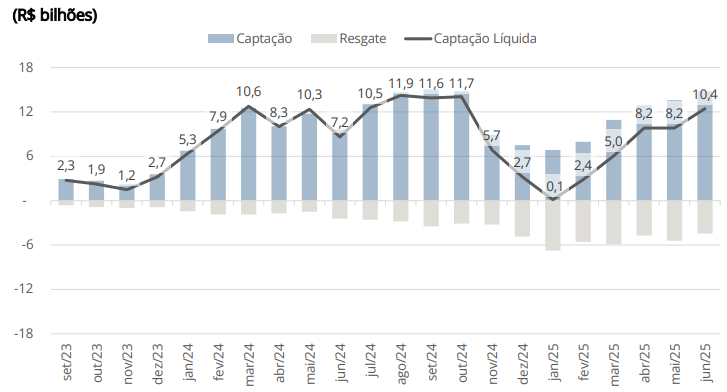 (R$ bilhões)
Captação Resgate Captação Líquida
18
12
6
-
-6
-12
-18
2,3 1,9 1,2 2,7 5,3 7,9 10,6 8,3 10,3 7,2 10,5 11,9 11,6 11,7 5,7 2,7 0,1 2,4 5,0 8,2 8,2 10,4
set/23 out/23 nov/23 dez/23 jan/24 fev/24 mar/24 abr/24 mai/24 jun/24 jul/24 ago/24 set/24 out/24 nov/24 dez/24 jan/25 fev/25 mar/25 abr/25 mai/25 jun/25